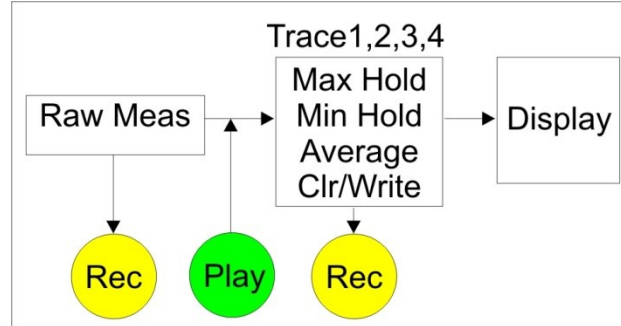 Trace1,2,3,4
Raw Meas
Max Hold
Min Hold
Average
Clr/Write
Display
Rec
Play
Rec